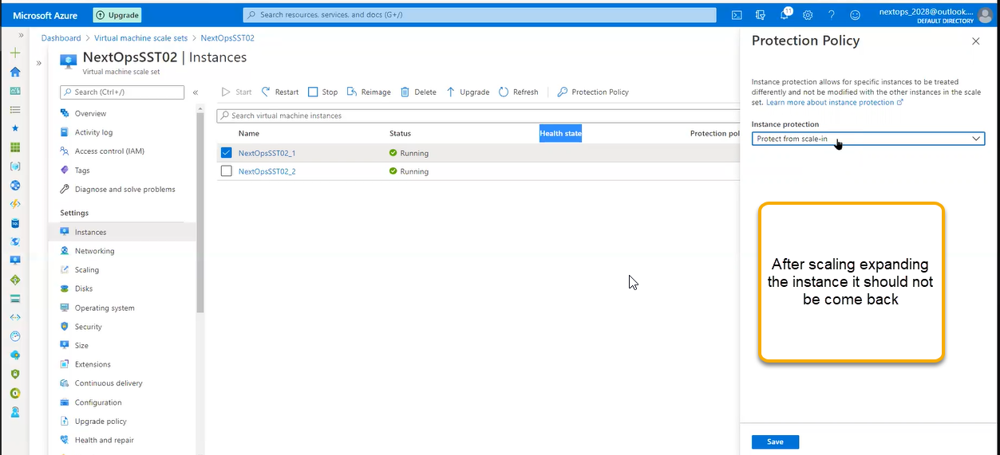 Microsoft Azure
Upgrade
Search resources, services, and docs (G+/)
11
nextops_2028@outlook....
DEFAULT DIRECTORY
Dashboard > Virtual machine scale sets > NextOpsSST02
NextOpsSST02 | Instances
Virtual machine scale set
Search (Ctrl+/)
Overview
Activity log
Access control (IAM)
Tags
Diagnose and solve problems
Settings
Instances
Networking
Scaling
Disks
Operating system
Security
Size
Extensions
Continuous delivery
Configuration
Upgrade policy
Health and repair
Start Restart Stop Reimage Delete Upgrade Refresh Protection Policy
Search virtual machine instances
Name Status Health state Protection pol
NextOpsSST02_1 Running
NextOpsSST02_2 Running
Protection Policy
Instance protection allows for specific instances to be treated
differently and not be modified with the other instances in the scale
set. Learn more about instance protection
Instance protection
Protect from scale-in
After scaling expanding
the instance it should not
be come back
Save